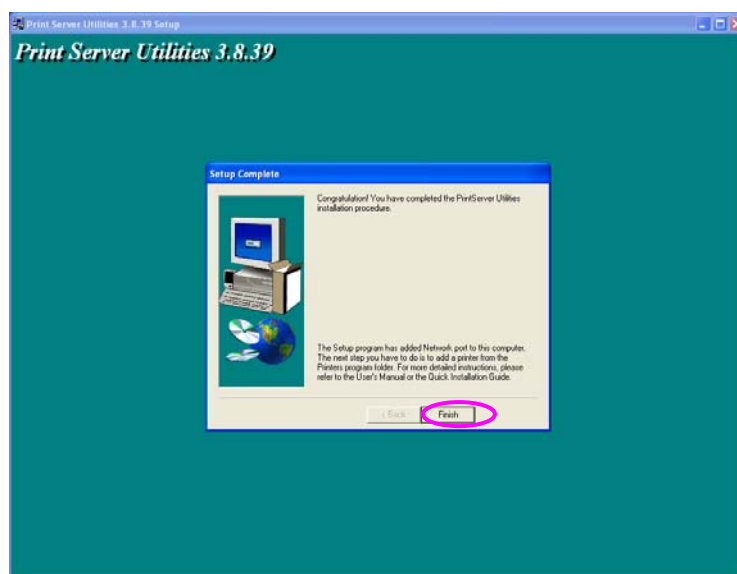 Print Server Utilities 3.8.39 Setup
Print Server Utilities 3.8.39
Setup Complete
Congratulation! You have completed the PrintServer Utilities
installation procedure.
The Setup program has added Network port to this computer.
The next step you have to do is to add a printer from the
Printers program folder. For more detailed instructions, please
refer to the User's Manual or the Quick Installation Guide.
< Back Finish